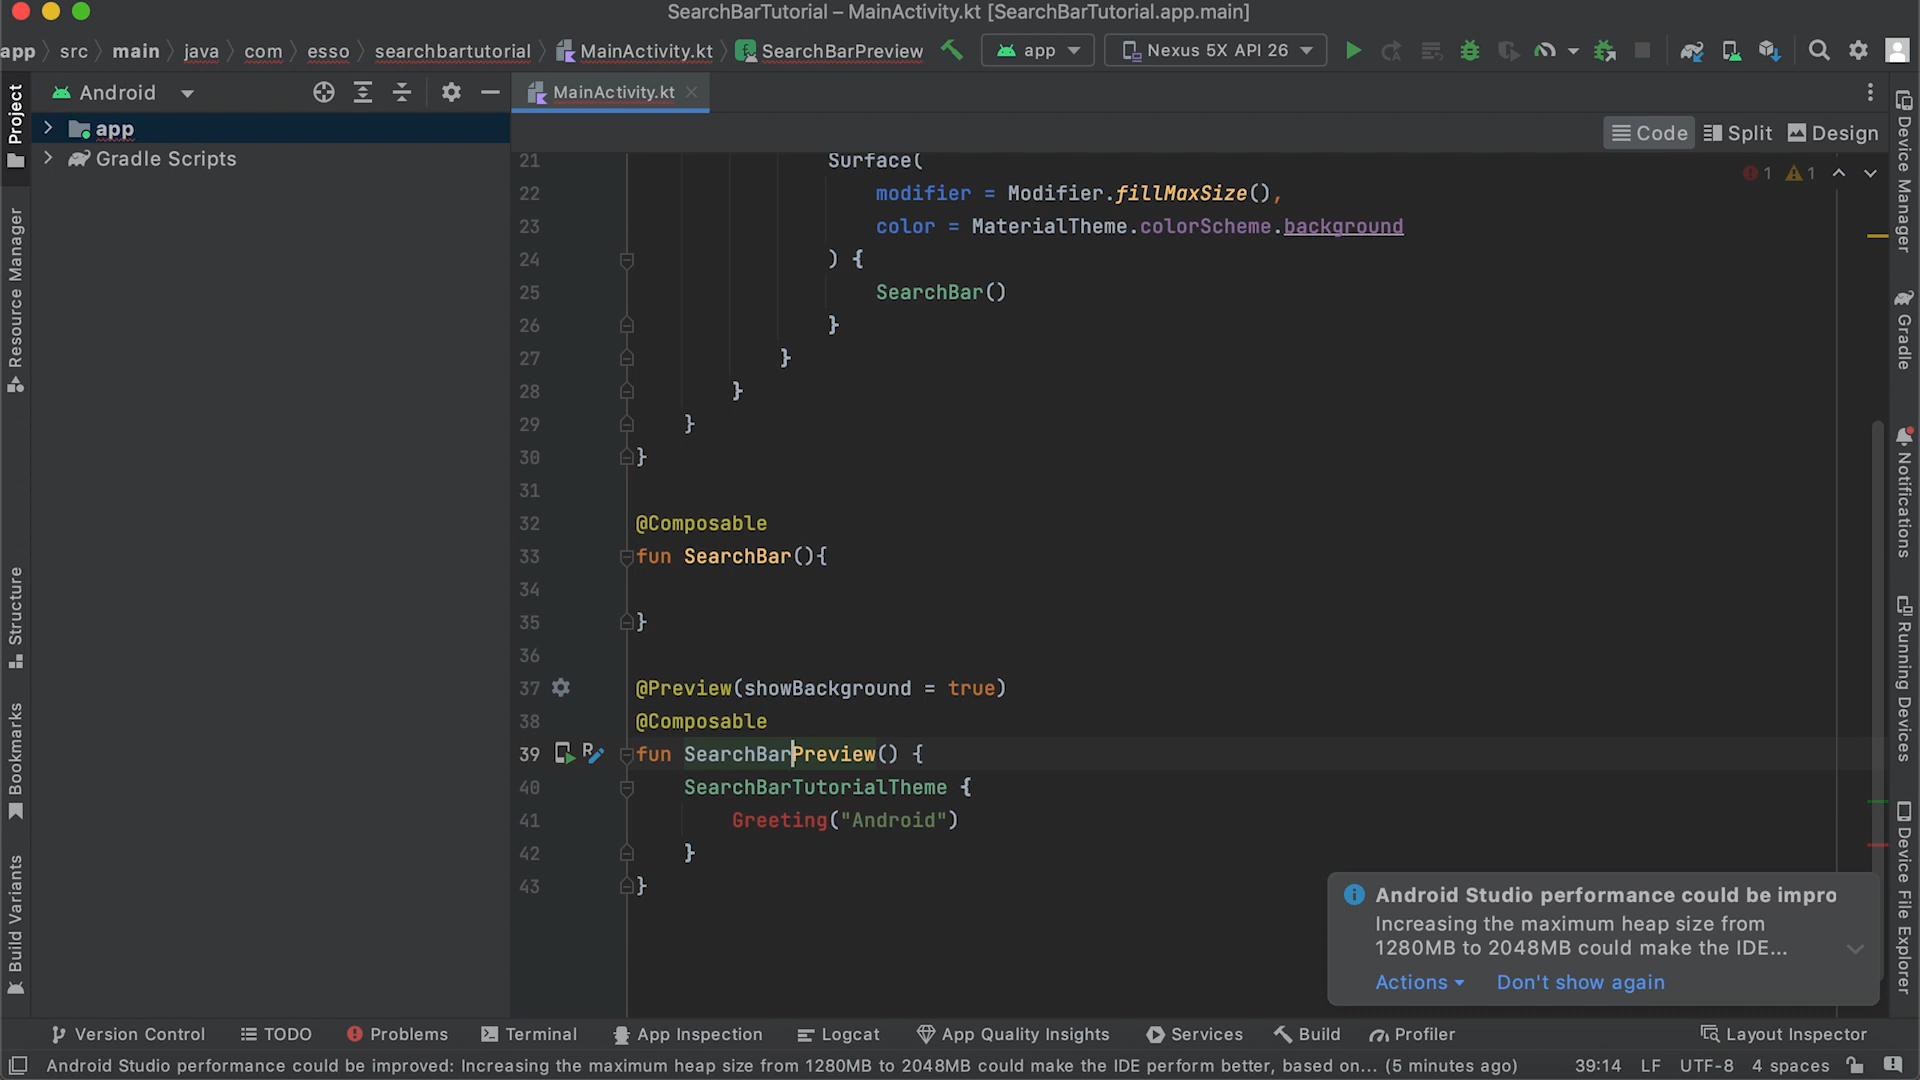 SearchBarTutorial – MainActivity.kt [SearchBarTutorial.app.main]
app src main java com esso searchbartutorial MainActivity.kt SearchBarPreview app Nexus 5X API 26
Project
Android
MainActivity.kt
app
Gradle Scripts
Code Split Design
1 1
21 Surface(
22 modifier = Modifier.fillMaxSize(),
23 color = MaterialTheme.colorScheme.background
24 ) {
25 SearchBar()
26 }
27 }
28 }
29 }
30 }
31
32 @Composable
33 fun SearchBar(){
34
35 }
36
37 @Preview(showBackground = true)
38 @Composable
39 fun SearchBarPreview() {
40 SearchBarTutorialTheme {
41 Greeting("Android")
42 }
43 }
Resource Manager
Structure
Bookmarks
Build Variants
Device Manager
Gradle
Notifications
Running Devices
Device File Explorer
Android Studio performance could be impro
Increasing the maximum heap size from
1280MB to 2048MB could make the IDE...
Actions Don't show again
Version Control TODO Problems Terminal App Inspection Logcat App Quality Insights Services Build Profiler Layout Inspector
Android Studio performance could be improved: Increasing the maximum heap size from 1280MB to 2048MB could make the IDE perform better, based on... (5 minutes ago) 39:14 LF UTF-8 4 spaces